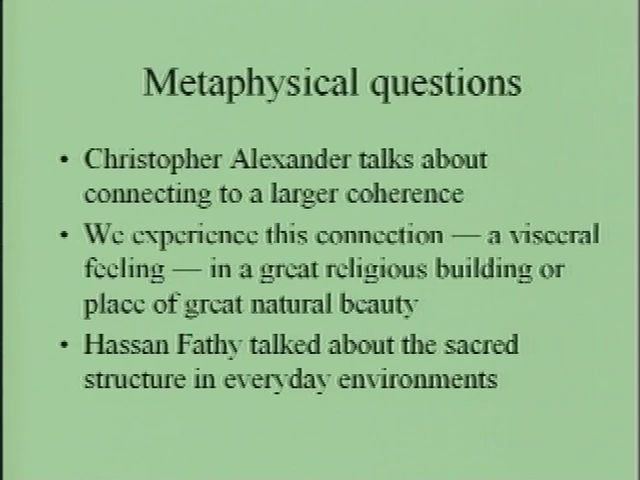 Metaphysical questions
• Christopher Alexander talks about
connecting to a larger coherence
• We experience this connection — a visceral
feeling — in a great religious building or
place of great natural beauty
• Hassan Fathy talked about the sacred
structure in everyday environments